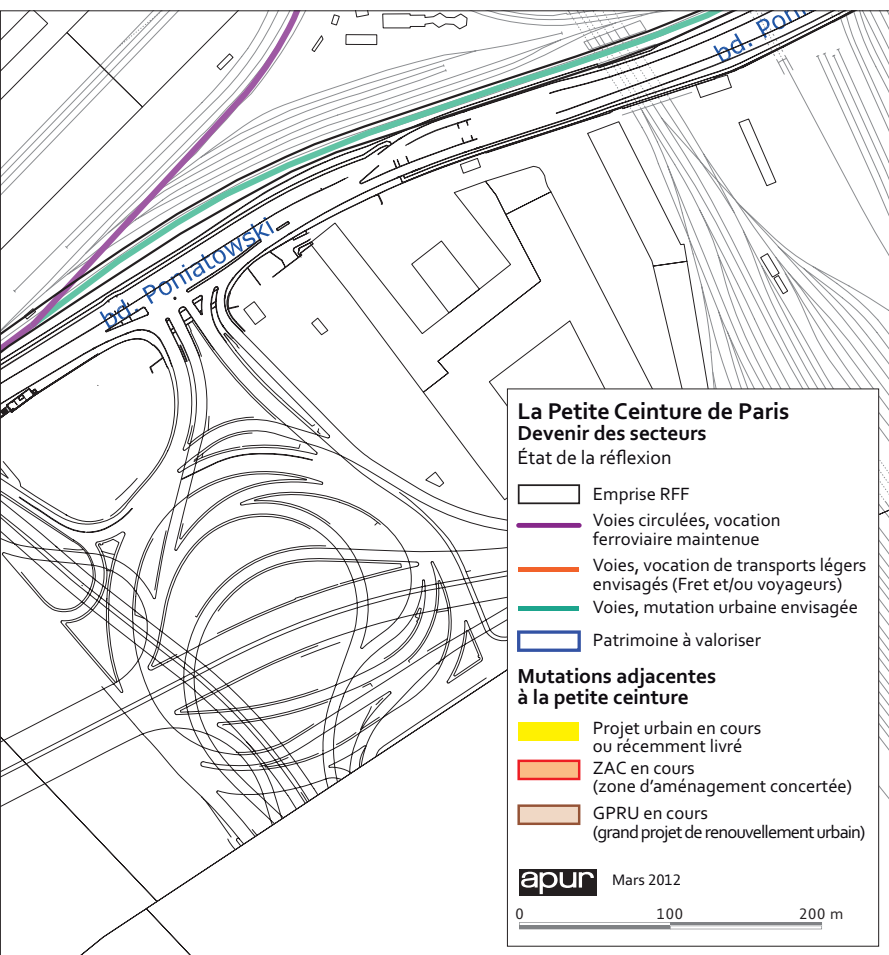 bd. Poni
bd. Poniatowski
La Petite Ceinture de Paris
Devenir des secteurs
État de la réflexion
Emprise RFF
Voies circulées, vocation
ferroviaire maintenue
Voies, vocation de transports légers
envisagés (Fret et/ou voyageurs)
Voies, mutation urbaine envisagée
Patrimoine à valoriser
Mutations adjacentes
à la petite ceinture
Projet urbain en cours
ou récemment livré
ZAC en cours
(zone d'aménagement concertée)
GPRU en cours
(grand projet de renouvellement urbain)
apur Mars 2012
0 100 200 m